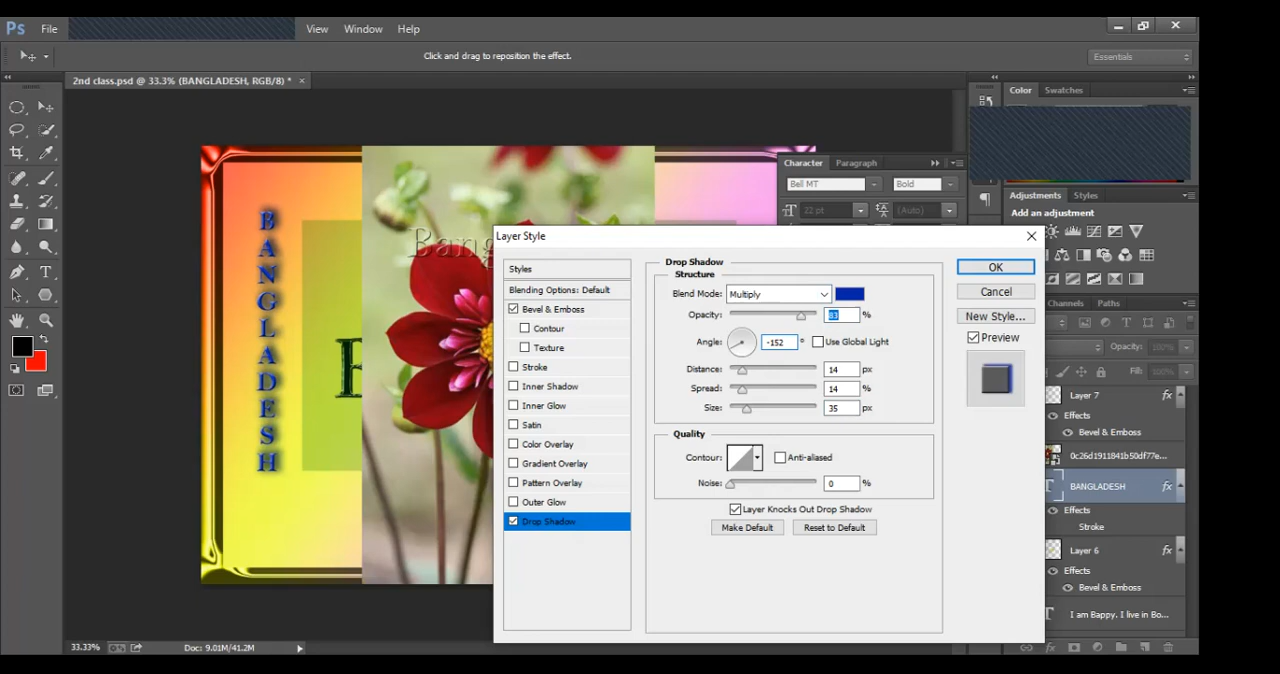 Ps File View Window Help
Click and drag to reposition the effect.
Essentials
2nd class.psd @ 33.3% (BANGLADESH, RGB/8) * ×
Color Swatches
Character Paragraph
Bell MT Bold
22 pt (Auto)
Adjustments Styles
Add an adjustment
BANGLADESH
Bang
Layer Style
Styles
Blending Options: Default
Bevel & Emboss
Contour
Texture
Stroke
Inner Shadow
Inner Glow
Satin
Color Overlay
Gradient Overlay
Pattern Overlay
Outer Glow
Drop Shadow
Drop Shadow
Structure
Blend Mode: Multiply
Opacity: 83 %
Angle: -152 ° Use Global Light
Distance: 14 px
Spread: 14 %
Size: 35 px
Quality
Contour: Anti-aliased
Noise: 0 %
Layer Knocks Out Drop Shadow
Make Default Reset to Default
OK
Cancel
New Style...
Preview
Channels Paths
Opacity: 100%
Fill: 100%
Layer 7 fx
Effects
Bevel & Emboss
0c26d1911841b50df77e...
BANGLADESH fx
Effects
Stroke
Layer 6 fx
Effects
Bevel & Emboss
I am Bappy. I live in Bo...
33.33% Doc: 9.01M/41.2M